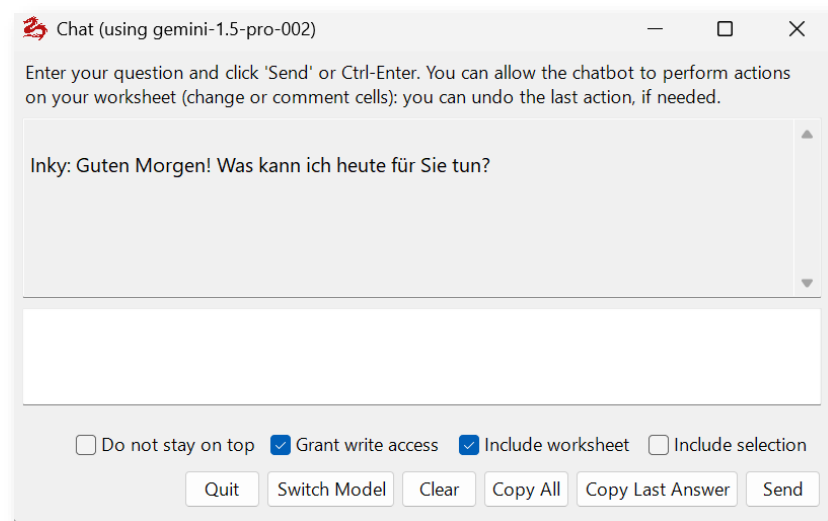 Chat (using gemini-1.5-pro-002)
Enter your question and click 'Send' or Ctrl-Enter. You can allow the chatbot to perform actions
on your worksheet (change or comment cells): you can undo the last action, if needed.
Inky: Guten Morgen! Was kann ich heute für Sie tun?
Do not stay on top Grant write access Include worksheet Include selection
Quit Switch Model Clear Copy All Copy Last Answer Send